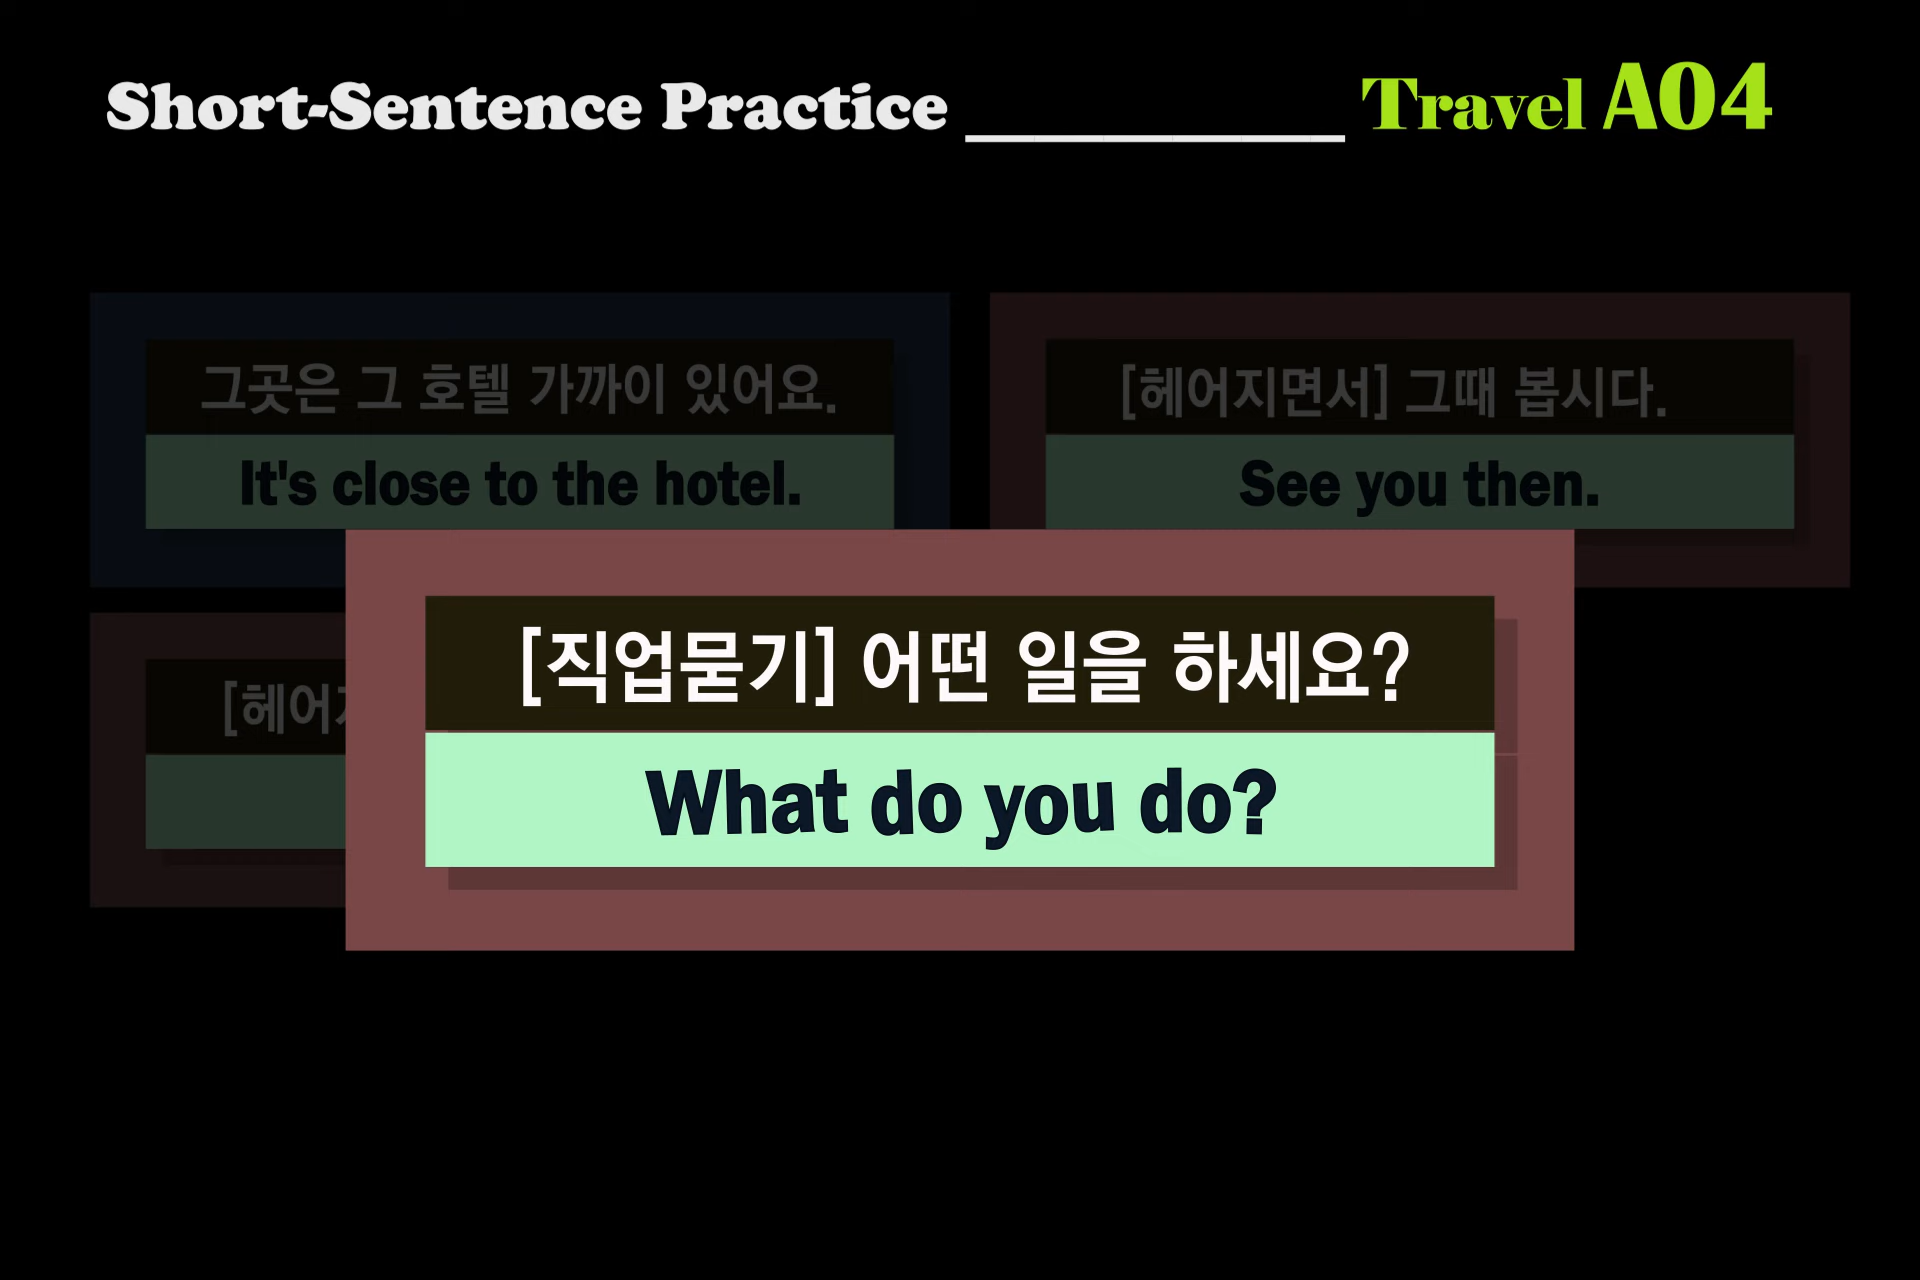 Short-Sentence Practice ___________ Travel A04
그곳은 그 호텔 가까이 있어요.
It's close to the hotel.
[헤어지면서] 그때 봅시다.
See you then.
[직업묻기] 어떤 일을 하세요?
What do you do?